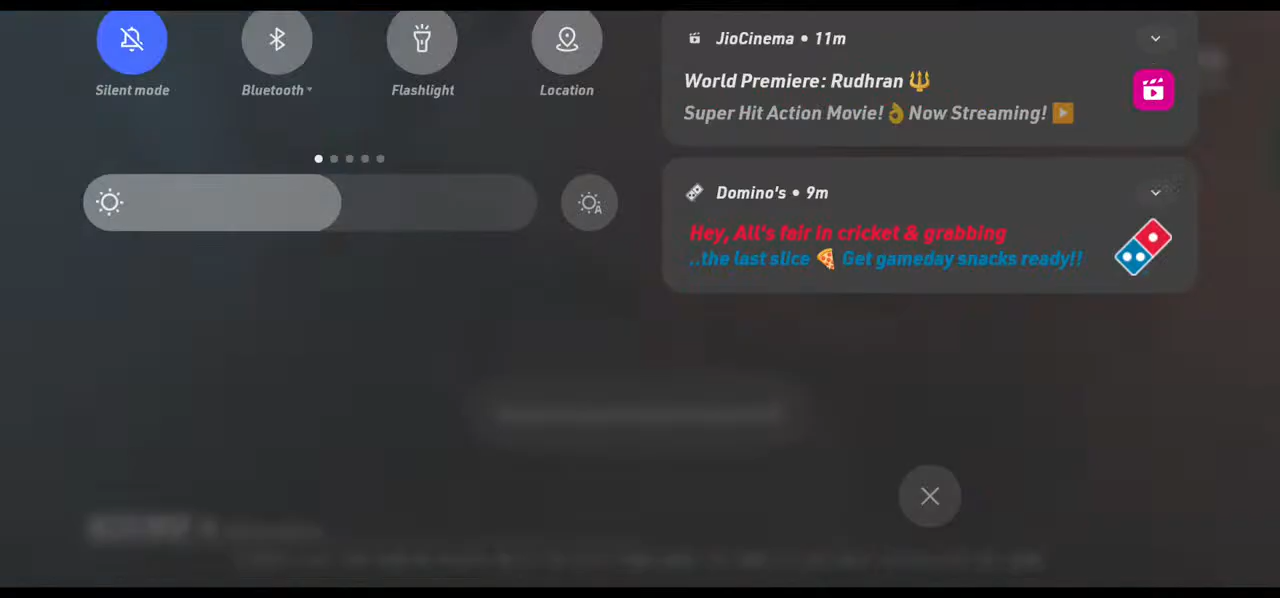 Silent mode
Bluetooth
Flashlight
Location
JioCinema • 11m
World Premiere: Rudhran 🔱
Super Hit Action Movie!👌Now Streaming! ▶️
Domino's • 9m
Hey, All's fair in cricket & grabbing
..the last slice 🍕 Get gameday snacks ready!!